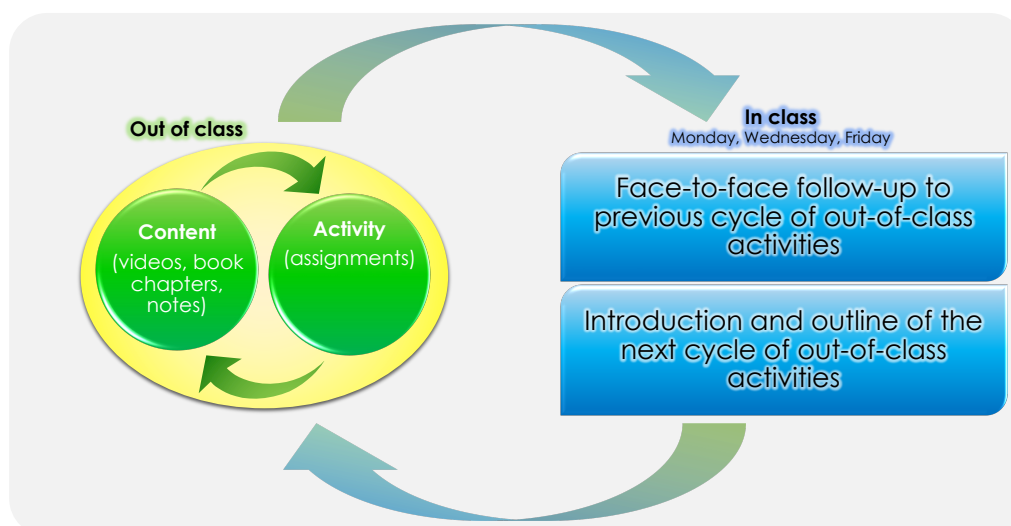 Out of class
Content
(videos, book
chapters,
notes)
Activity
(assignments)
In class
Monday, Wednesday, Friday
Face-to-face follow-up to
previous cycle of out-of-class
activities
Introduction and outline of the
next cycle of out-of-class
activities